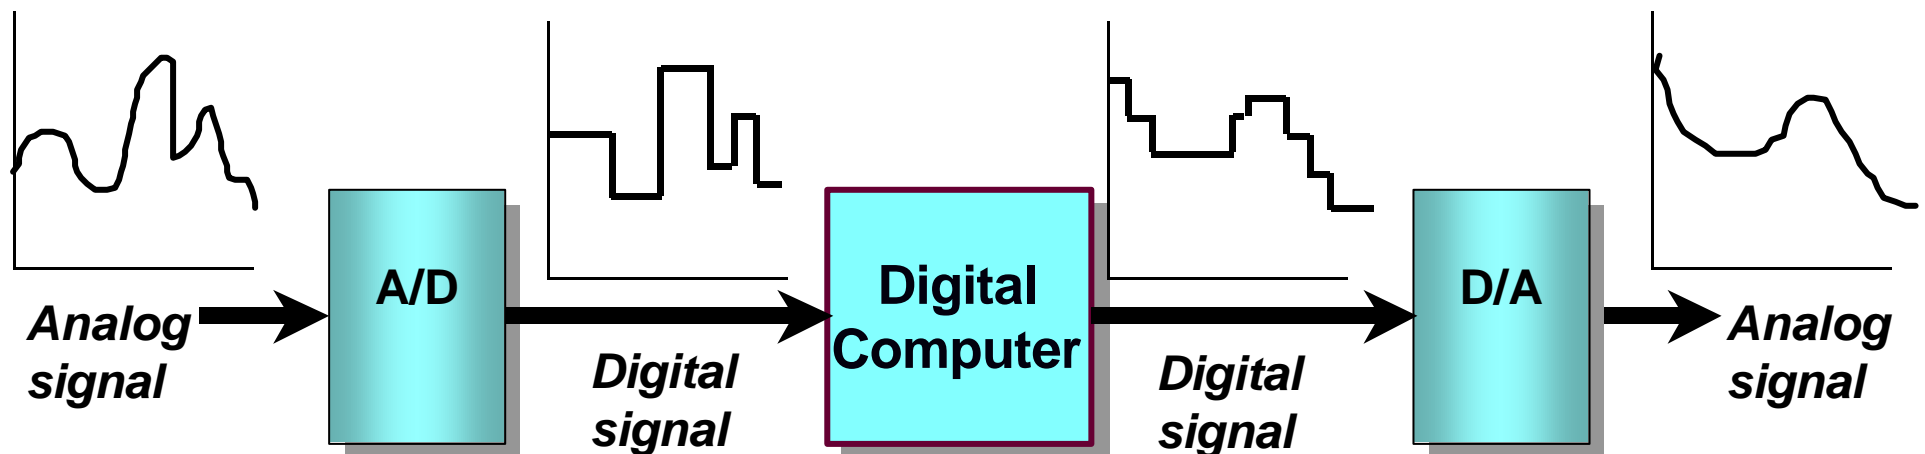 Analog
signal
A/D
Digital
signal
Digital
Computer
Digital
signal
D/A
Analog
signal